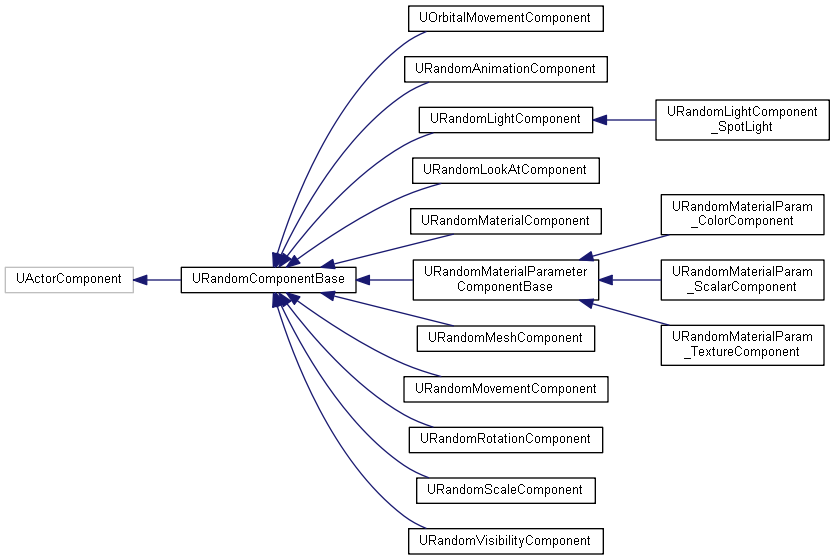 UOrbitalMovementComponent
URandomAnimationComponent
URandomLightComponent
URandomLightComponent
_SpotLight
URandomLookAtComponent
URandomMaterialComponent
URandomMaterialParam
_ColorComponent
UActorComponent
URandomComponentBase
URandomMaterialParameter
ComponentBase
URandomMaterialParam
_ScalarComponent
URandomMeshComponent
URandomMaterialParam
_TextureComponent
URandomMovementComponent
URandomRotationComponent
URandomScaleComponent
URandomVisibilityComponent